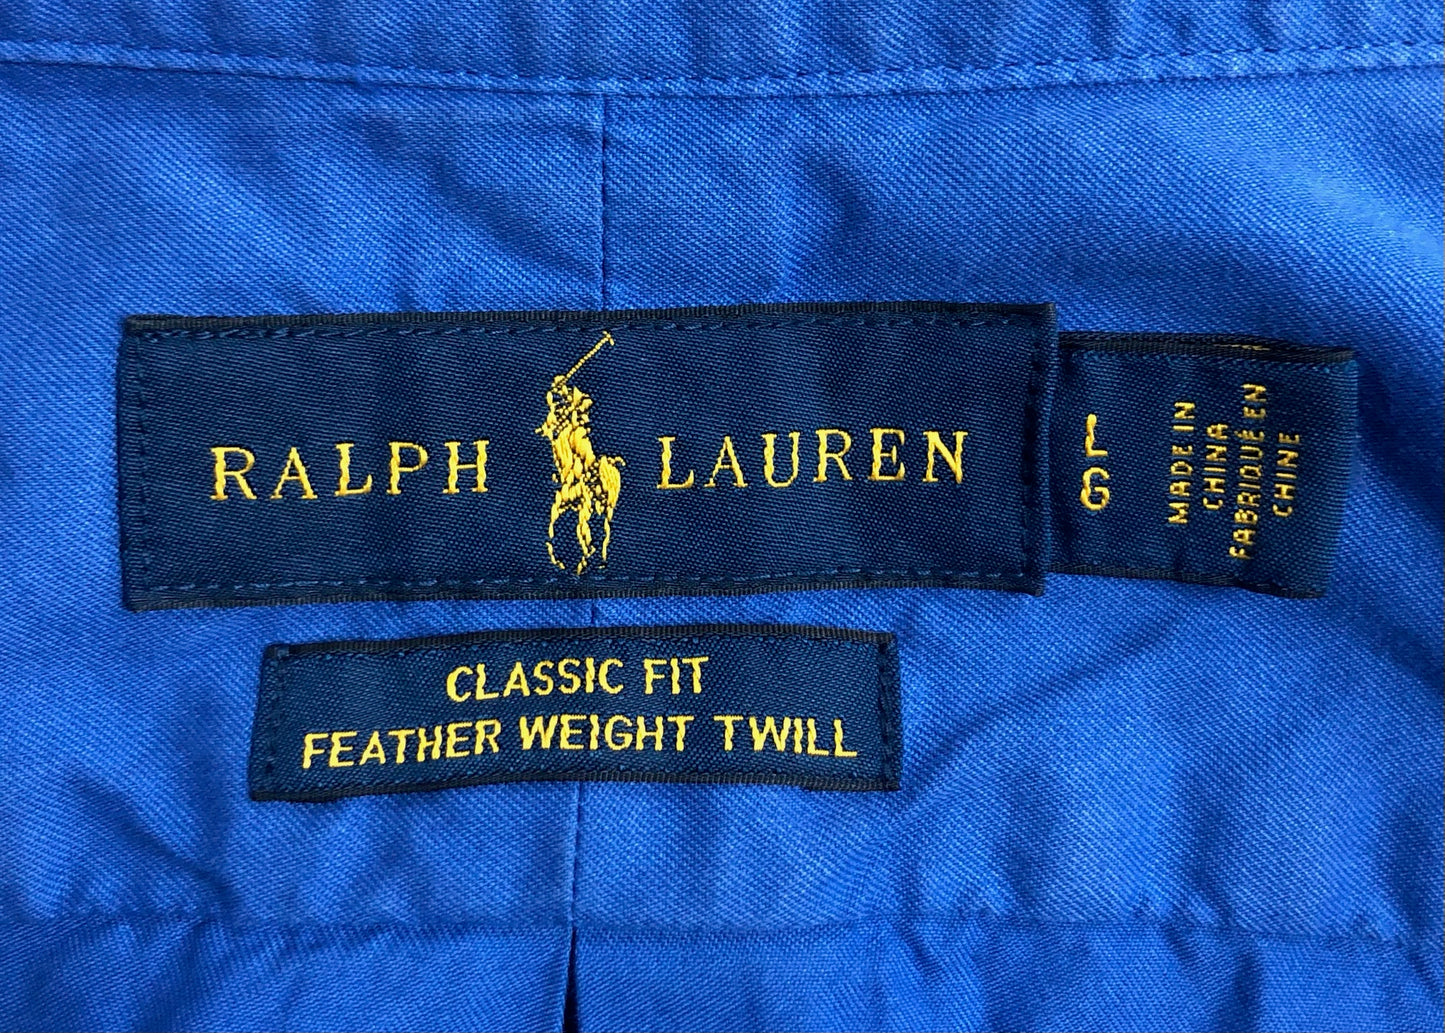 RALPH LAUREN
L
G
MADE IN
CHINA
FABRIQUÉ EN
CHINE
CLASSIC FIT
FEATHER WEIGHT TWILL